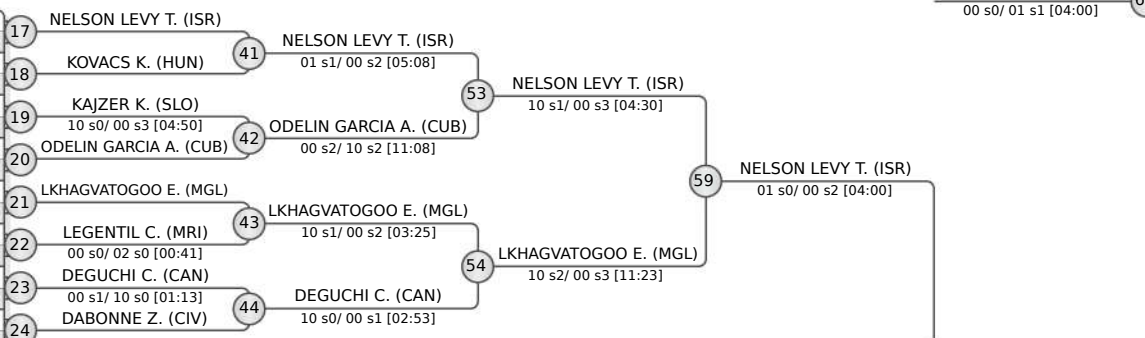 00 s0/ 01 s1 [04:00]
17
NELSON LEVY T. (ISR)
18
KOVACS K. (HUN)
41
NELSON LEVY T. (ISR)
01 s1/ 00 s2 [05:08]
19
KAJZER K. (SLO)
10 s0/ 00 s3 [04:50]
20
ODELIN GARCIA A. (CUB)
42
ODELIN GARCIA A. (CUB)
00 s2/ 10 s2 [11:08]
53
NELSON LEVY T. (ISR)
10 s1/ 00 s3 [04:30]
21
LKHAGVATOGOO E. (MGL)
22
LEGENTIL C. (MRI)
00 s0/ 02 s0 [00:41]
43
LKHAGVATOGOO E. (MGL)
10 s1/ 00 s2 [03:25]
23
DEGUCHI C. (CAN)
00 s1/ 10 s0 [01:13]
24
DABONNE Z. (CIV)
44
DEGUCHI C. (CAN)
10 s0/ 00 s1 [02:53]
54
LKHAGVATOGOO E. (MGL)
10 s2/ 00 s3 [11:23]
59
NELSON LEVY T. (ISR)
01 s0/ 00 s2 [04:00]